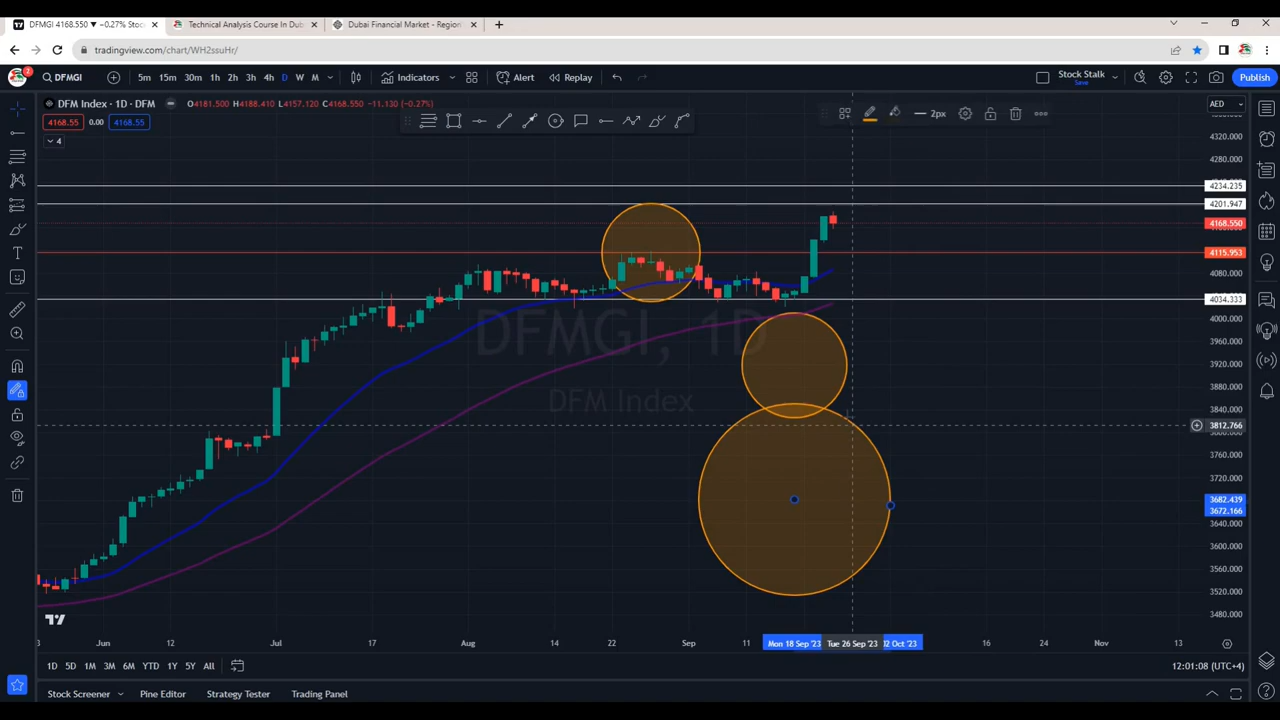 DFMGI 4168.550 ▼ −0.27% Stoc
Technical Analysis Course In Dub
Dubai Financial Market - Region
tradingview.com/chart/WH2ssuHr/
DFMGI
5m 15m 30m 1h 2h 3h 4h D W M
Indicators
Alert
Replay
Stock Stalk
Save
Publish
DFM Index · 1D · DFM
O4181.500 H4188.410 L4157.120 C4168.550 −11.130 (−0.27%)
AED
4168.55 0.00 4168.55
2px
4
4320.000
4280.000
4234.235
4201.947
4168.550
4115.953
4080.000
4034.333
4000.000
3960.000
3920.000
3880.000
3840.000
3812.766
3760.000
3720.000
3682.439
3672.166
3640.000
3600.000
3560.000
3520.000
3480.000
DFMGI, 1D
DFM Index
3 Jun 12 Jul 17 Aug 14 22 Sep 11 Mon 18 Sep '23 Tue 26 Sep '23 2 Oct '23 16 24 Nov 13
1D 5D 1M 3M 6M YTD 1Y 5Y All
12:01:08 (UTC+4)
Stock Screener Pine Editor Strategy Tester Trading Panel